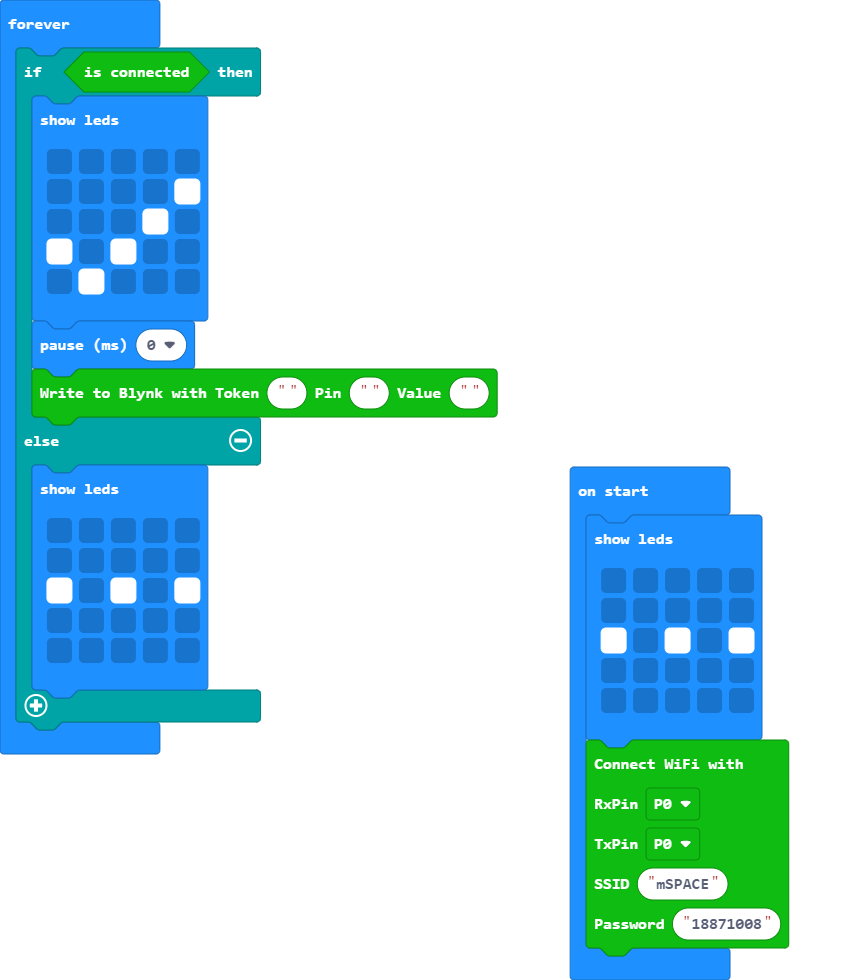 forever
if is connected then
show leds
pause (ms) 0
Write to Blynk with Token " " Pin " " Value " "
else
show leds
on start
show leds
Connect WiFi with
RxPin P0
TxPin P0
SSID "mSPACE"
Password "18871008"